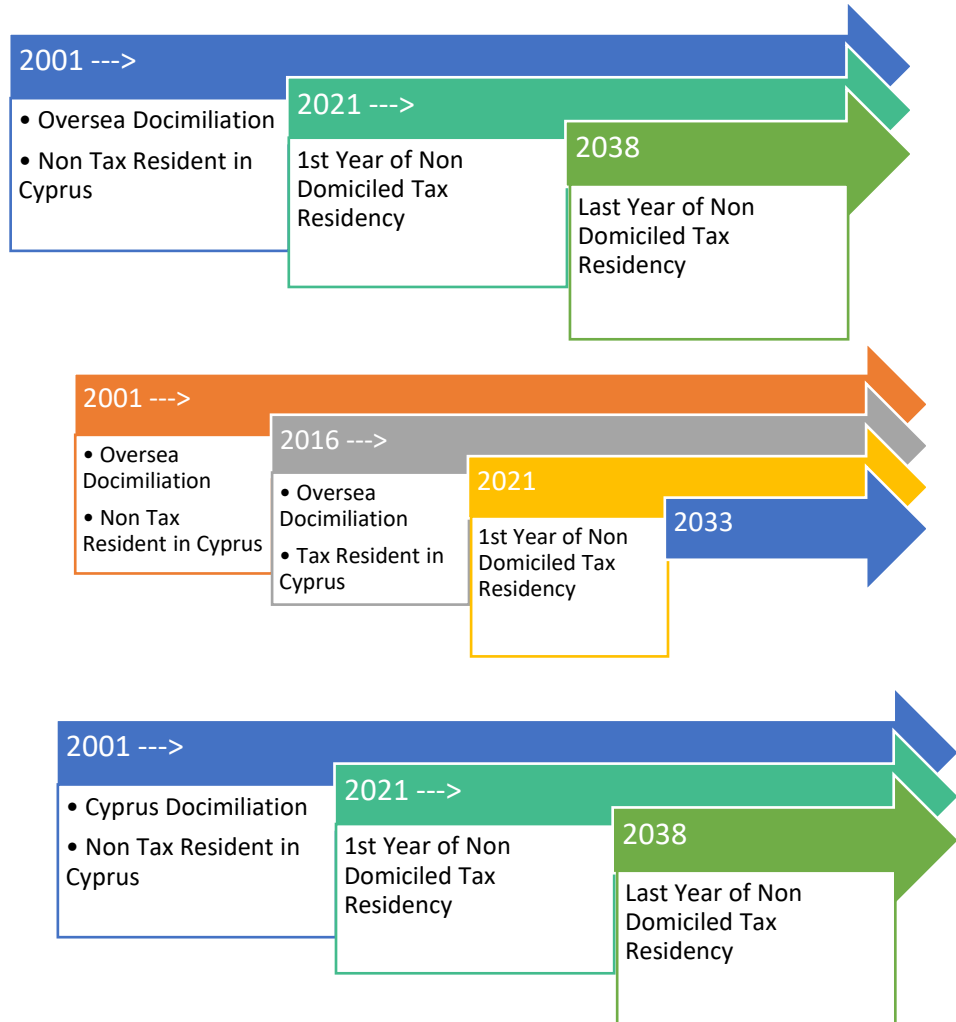 2001 --->
• Oversea Docimiliation
• Non Tax Resident in
Cyprus
2021 --->
1st Year of Non
Domiciled Tax
Residency
2038
Last Year of Non
Domiciled Tax
Residency
2001 --->
• Oversea
Docimiliation
• Non Tax
Resident in Cyprus
2016 --->
• Oversea
Docimiliation
• Tax Resident in
Cyprus
2021
1st Year of Non
Domiciled Tax
Residency
2033
2001 --->
• Cyprus Docimiliation
• Non Tax Resident in
Cyprus
2021 --->
1st Year of Non
Domiciled Tax
Residency
2038
Last Year of Non
Domiciled Tax
Residency